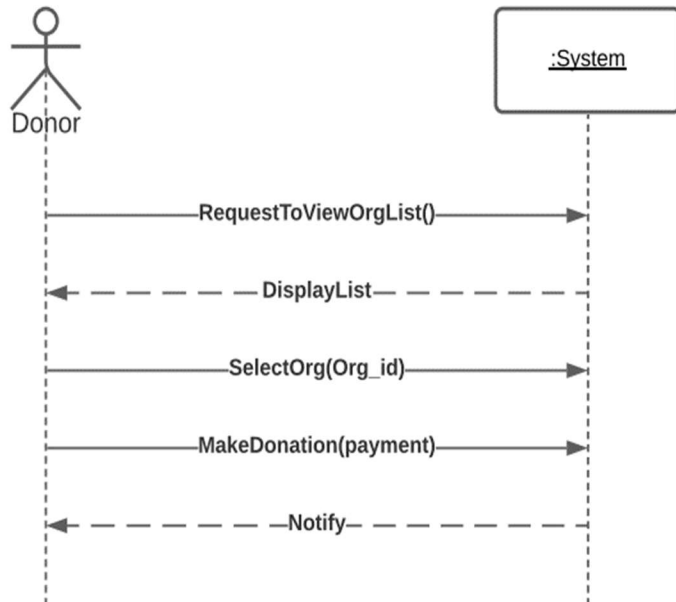 Donor
:System
RequestToViewOrgList()
DisplayList
SelectOrg(Org_id)
MakeDonation(payment)
Notify